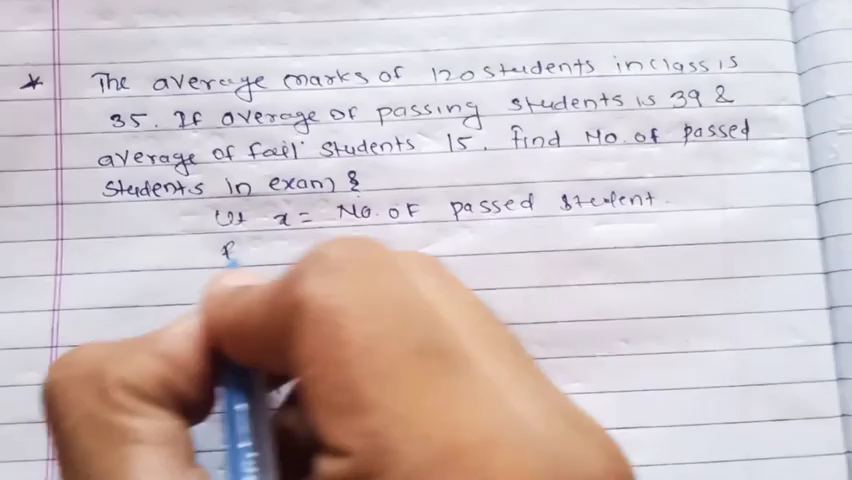 * The average marks of 120 students in class is
35. If average of passing students is 39 &
average of fail students 15. find No. of passed
students in exam?
let x = No. of passed student.
P